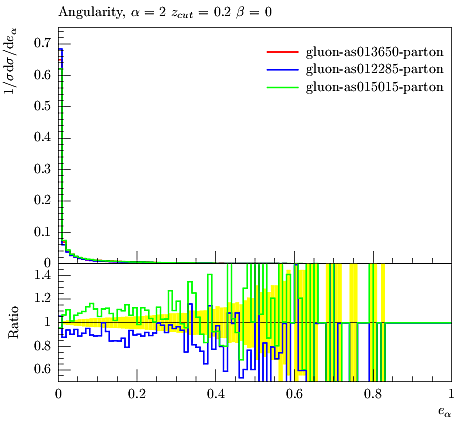 Angularity, α = 2 z_cut = 0.2 β = 0
1/σ dσ/de_α
0.7
0.6
0.5
0.4
0.3
0.2
0.1
0
gluon-as013650-parton
gluon-as012285-parton
gluon-as015015-parton
Ratio
1.4
1.2
1
0.8
0.6
0 0.2 0.4 0.6 0.8 1
e_α